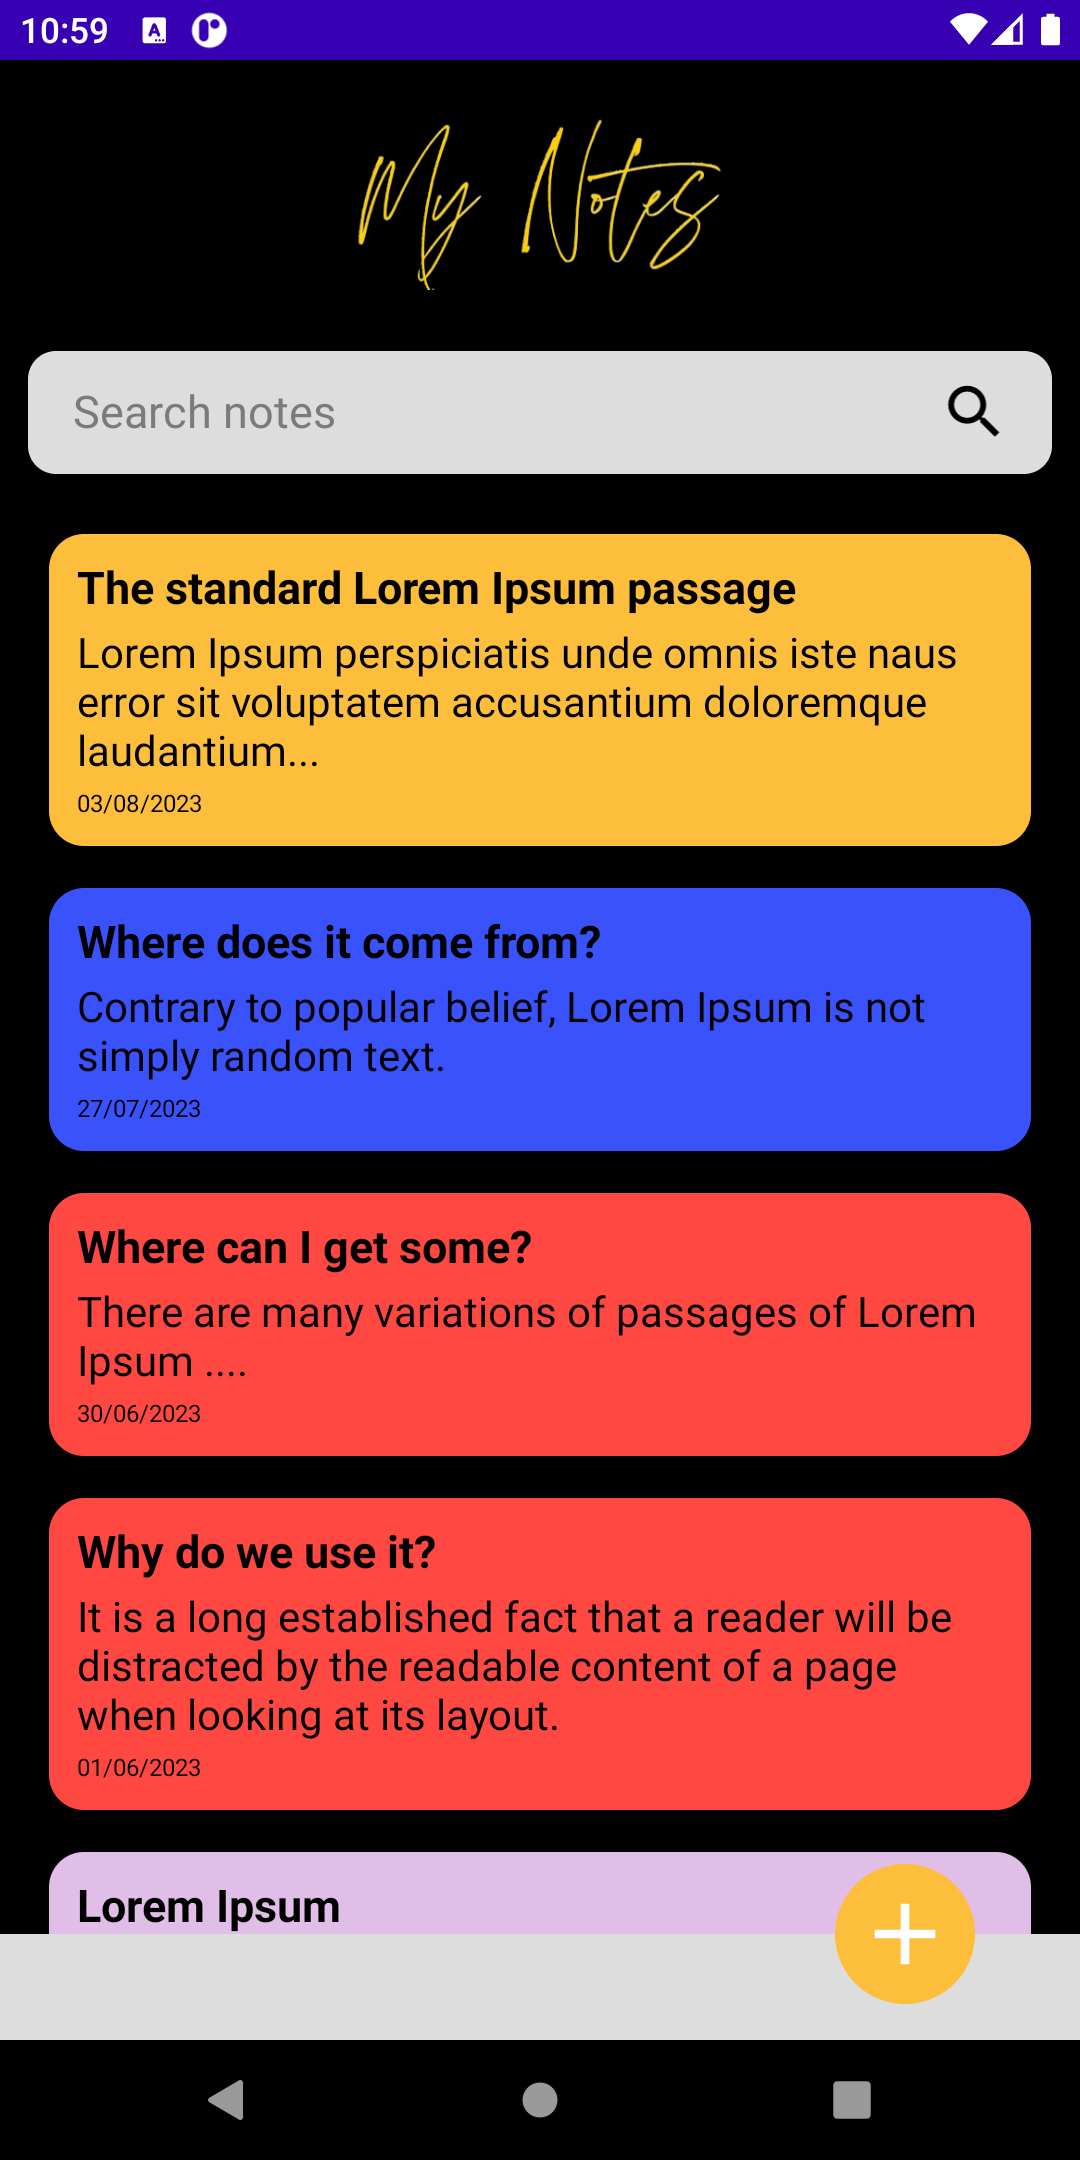 10:59
My Notes
Search notes
The standard Lorem Ipsum passage
Lorem Ipsum perspiciatis unde omnis iste naus
error sit voluptatem accusantium doloremque
laudantium...
03/08/2023
Where does it come from?
Contrary to popular belief, Lorem Ipsum is not
simply random text.
27/07/2023
Where can I get some?
There are many variations of passages of Lorem
Ipsum ....
30/06/2023
Why do we use it?
It is a long established fact that a reader will be
distracted by the readable content of a page
when looking at its layout.
01/06/2023
Lorem Ipsum